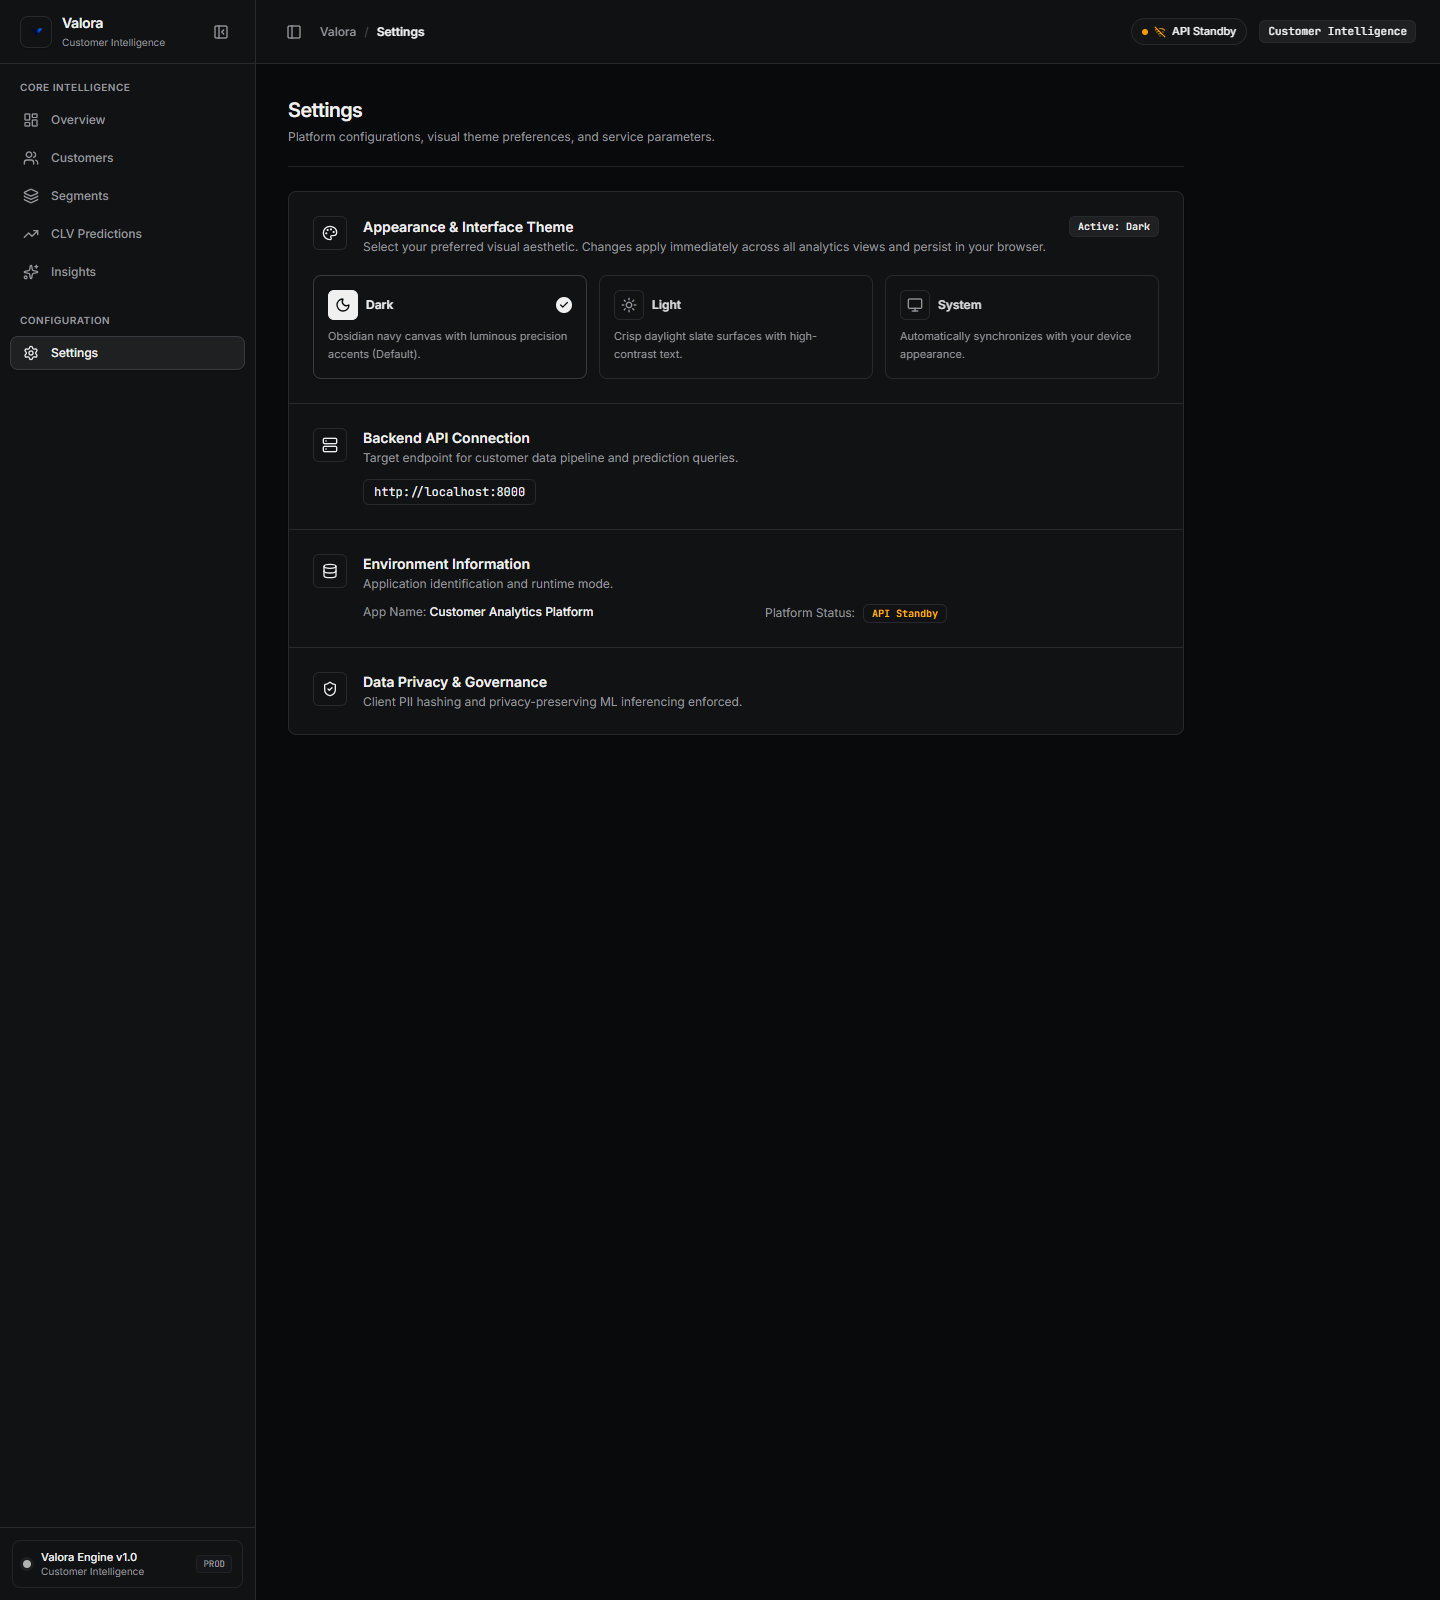 Valora
Customer Intelligence
Valora / Settings
API Standby
Customer Intelligence
CORE INTELLIGENCE
Overview
Customers
Segments
CLV Predictions
Insights
CONFIGURATION
Settings
Settings
Platform configurations, visual theme preferences, and service parameters.
Appearance & Interface Theme
Active: Dark
Select your preferred visual aesthetic. Changes apply immediately across all analytics views and persist in your browser.
Dark
Obsidian navy canvas with luminous precision
accents (Default).
Light
Crisp daylight slate surfaces with high-
contrast text.
System
Automatically synchronizes with your device
appearance.
Backend API Connection
Target endpoint for customer data pipeline and prediction queries.
http://localhost:8000
Environment Information
Application identification and runtime mode.
App Name: Customer Analytics Platform
Platform Status: API Standby
Data Privacy & Governance
Client PII hashing and privacy-preserving ML inferencing enforced.
Valora Engine v1.0
Customer Intelligence
PROD